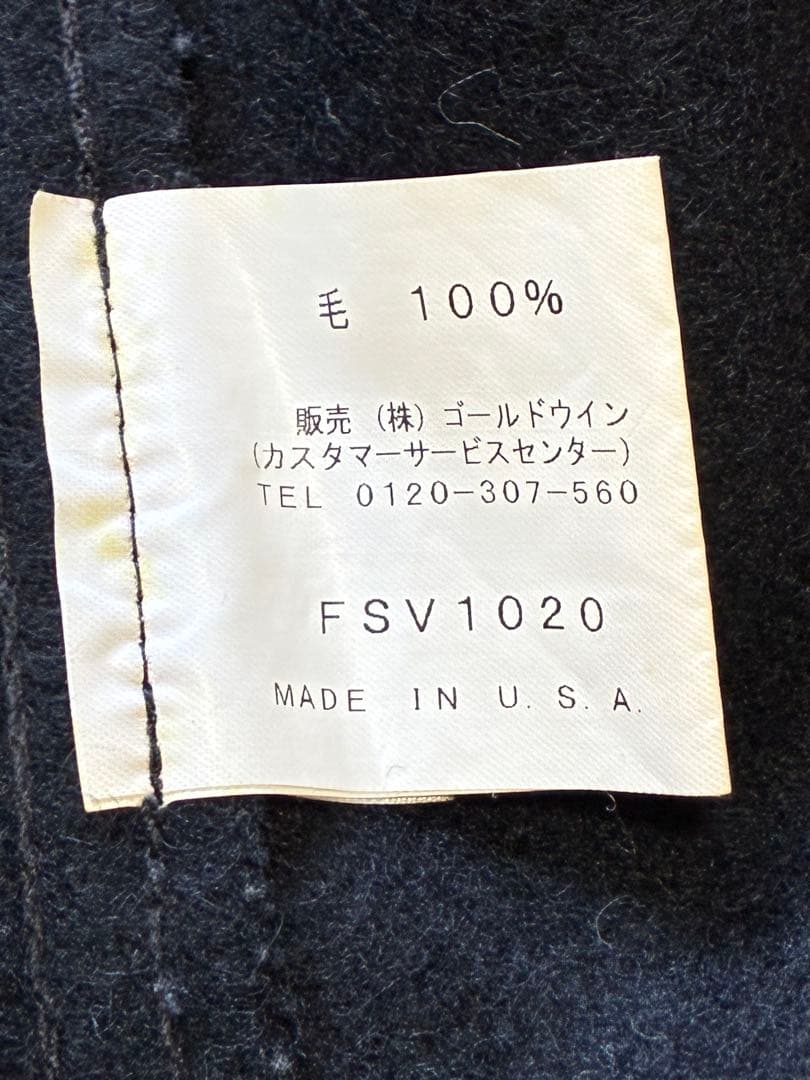 毛 100%
販売 (株) ゴールドウイン
(カスタマーサービスセンター)
TEL 0120-307-560
FSV1020
MADE IN U.S.A.